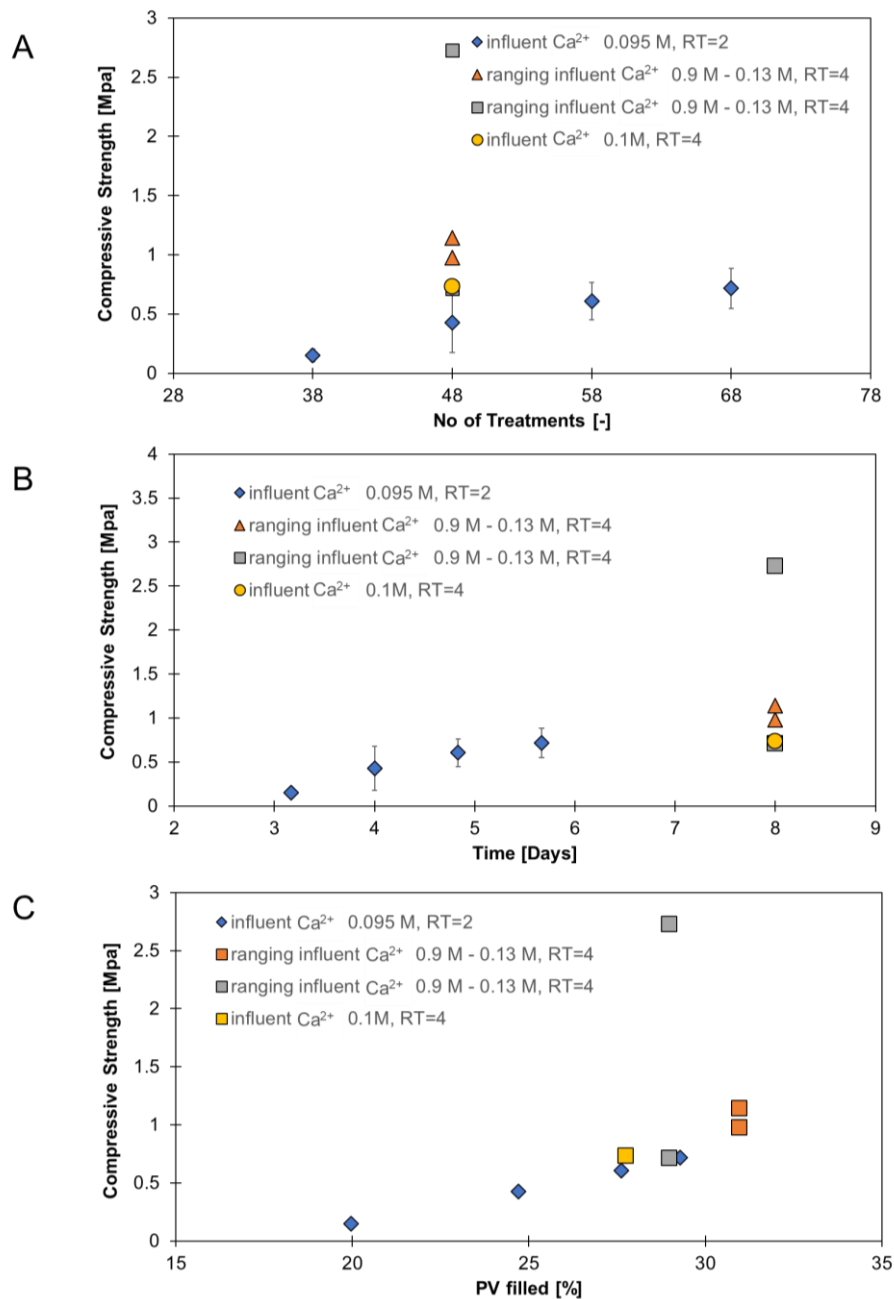 A
influent Ca²⁺ 0.095 M, RT=2
ranging influent Ca²⁺ 0.9 M - 0.13 M, RT=4
ranging influent Ca²⁺ 0.9 M - 0.13 M, RT=4
influent Ca²⁺ 0.1M, RT=4
Compressive Strength [Mpa]
3
2.5
2
1.5
1
0.5
0
28 38 48 58 68 78
No of Treatments [-]
B
influent Ca²⁺ 0.095 M, RT=2
ranging influent Ca²⁺ 0.9 M - 0.13 M, RT=4
ranging influent Ca²⁺ 0.9 M - 0.13 M, RT=4
influent Ca²⁺ 0.1M, RT=4
Compressive Strength [Mpa]
4
3.5
3
2.5
2
1.5
1
0.5
0
2 3 4 5 6 7 8 9
Time [Days]
C
influent Ca²⁺ 0.095 M, RT=2
ranging influent Ca²⁺ 0.9 M - 0.13 M, RT=4
ranging influent Ca²⁺ 0.9 M - 0.13 M, RT=4
influent Ca²⁺ 0.1M, RT=4
Compressive Strength [Mpa]
3
2.5
2
1.5
1
0.5
0
15 20 25 30 35
PV filled [%]